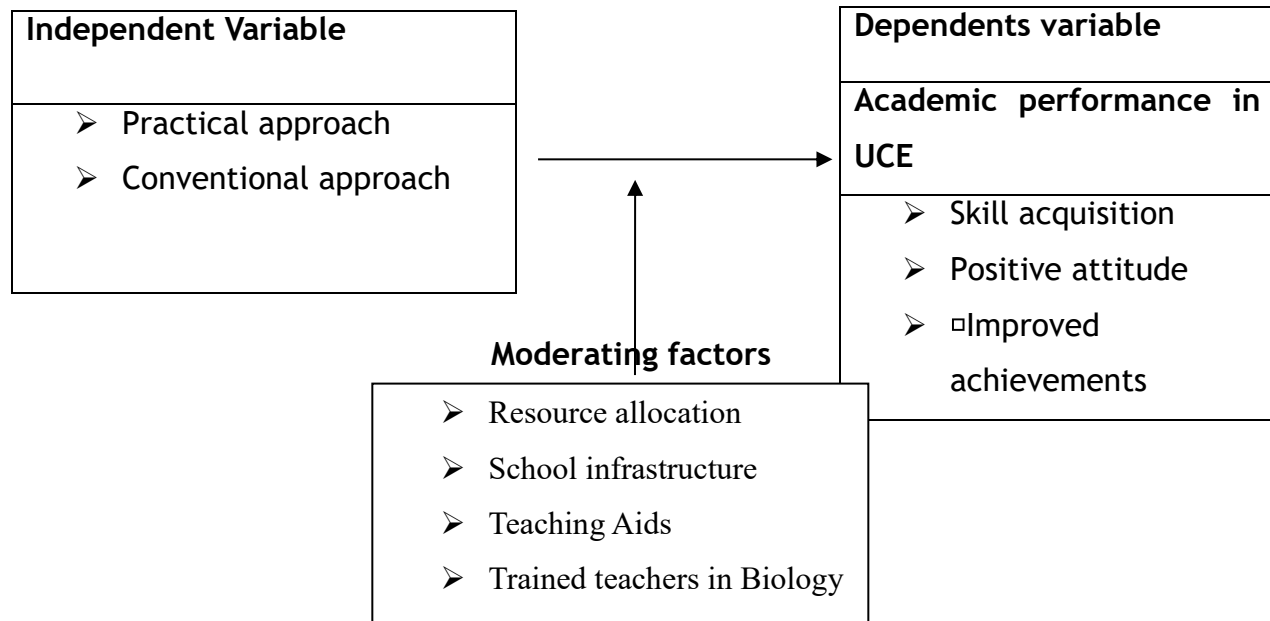 Independent Variable
➢ Practical approach
➢ Conventional approach
Dependents variable
Academic performance in
UCE
➢ Skill acquisition
➢ Positive attitude
➢ ▫Improved
achievements
Moderating factors
➢ Resource allocation
➢ School infrastructure
➢ Teaching Aids
➢ Trained teachers in Biology